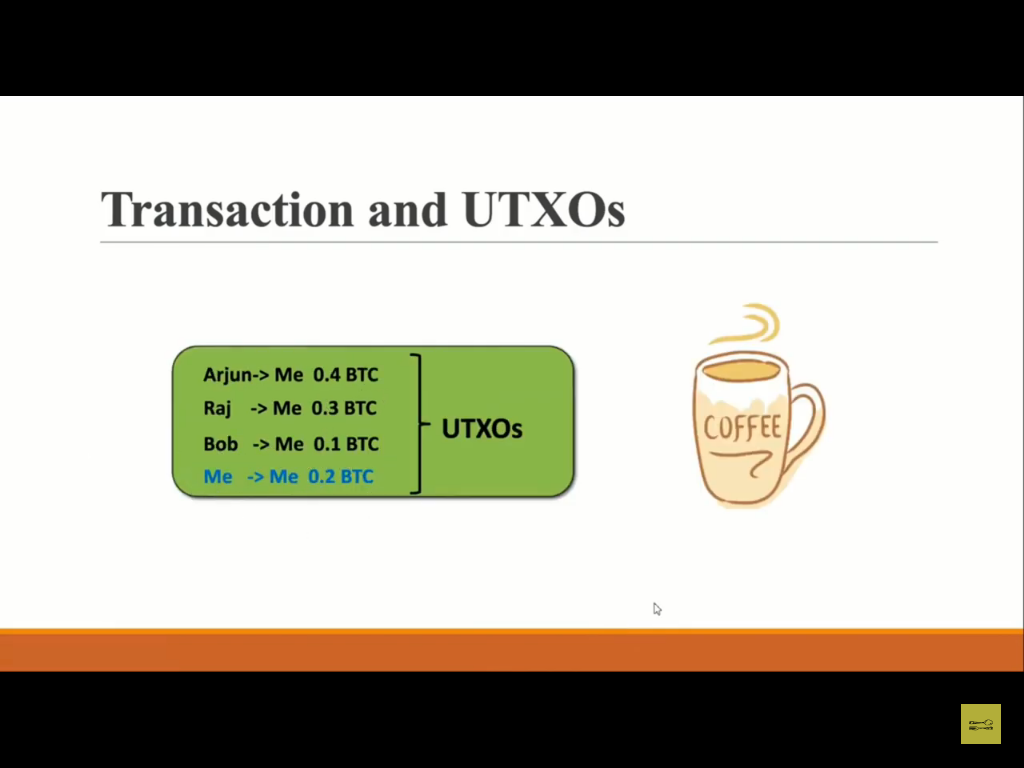 Transaction and UTXOs
Arjun-> Me 0.4 BTC
Raj -> Me 0.3 BTC
Bob -> Me 0.1 BTC
Me -> Me 0.2 BTC
UTXOs
COFFEE